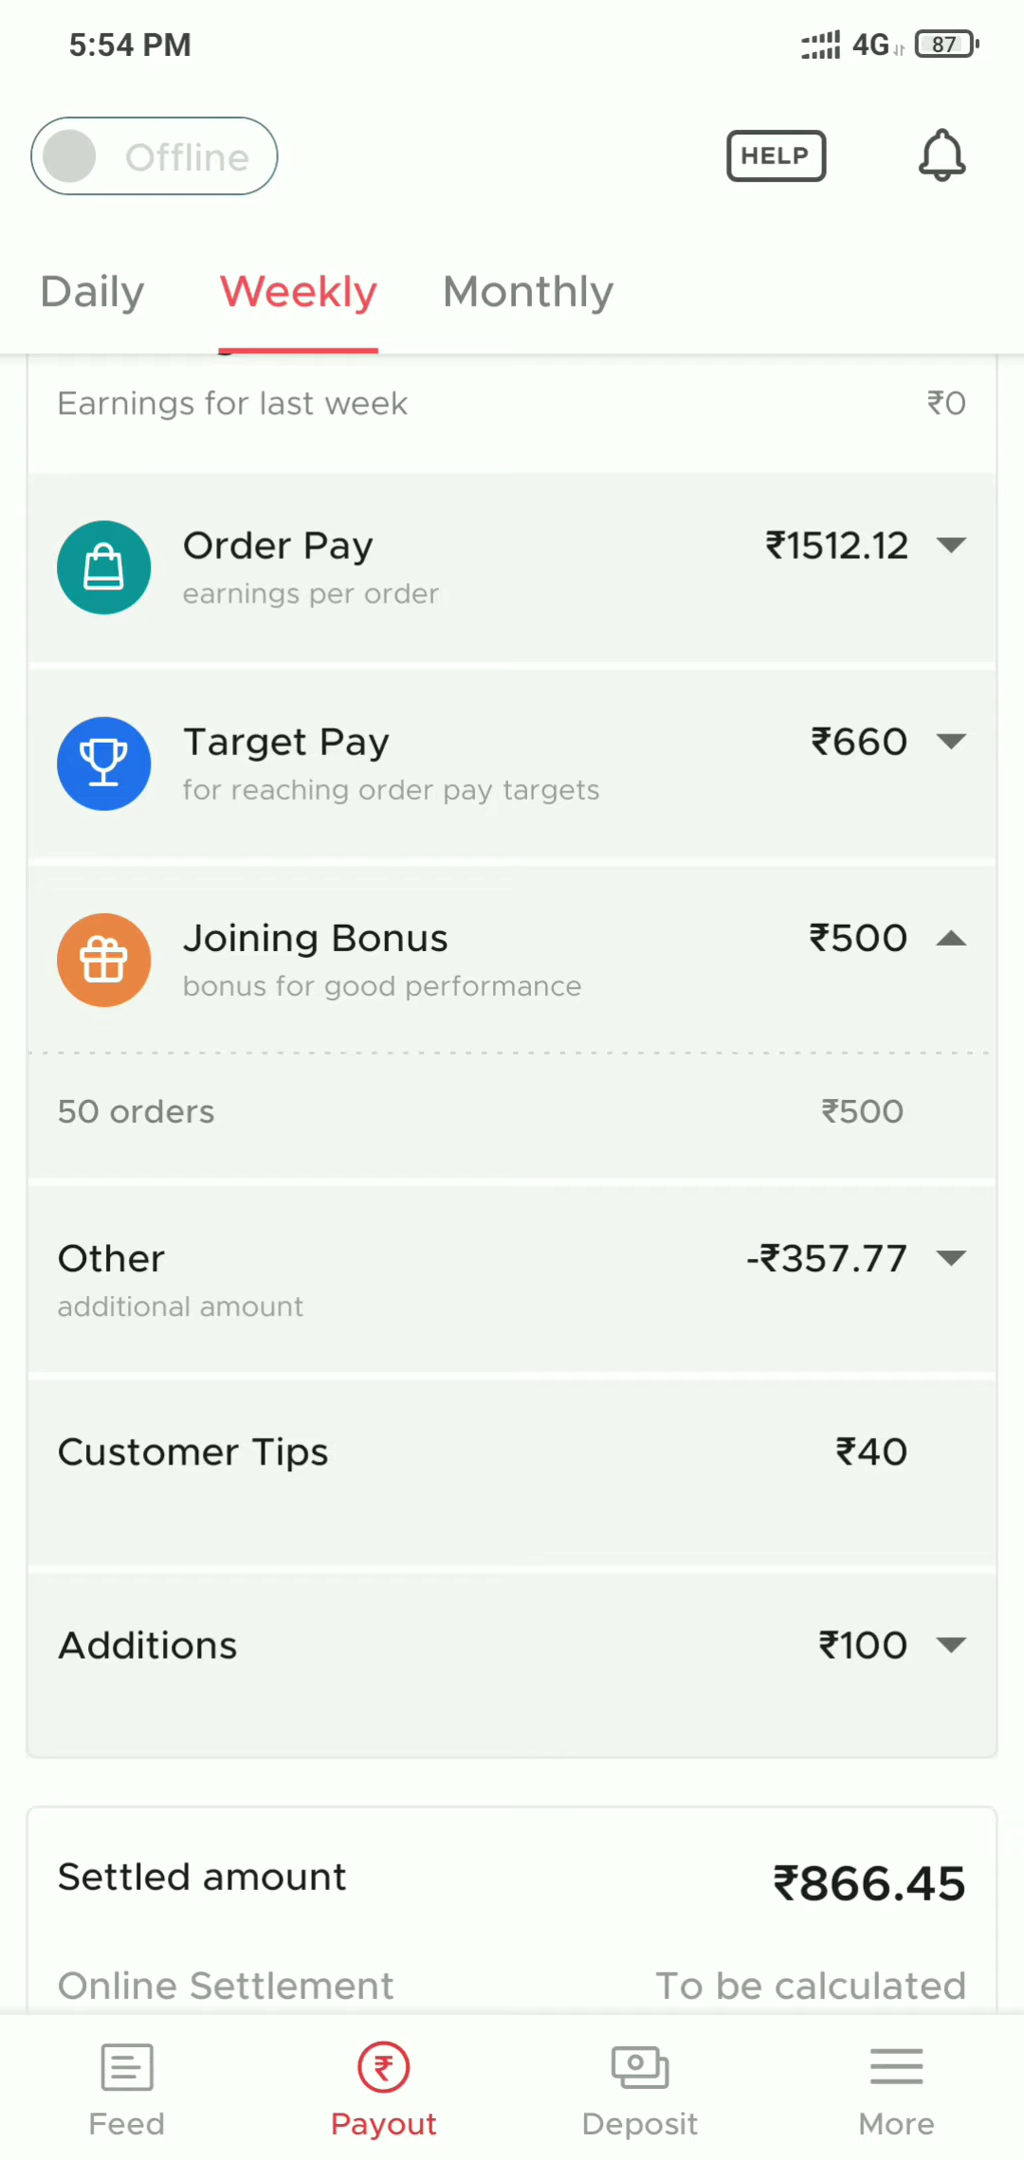 5:54 PM 4G 87
Offline HELP
Daily Weekly Monthly
Earnings for last week ₹0
Order Pay ₹1512.12
earnings per order
Target Pay ₹660
for reaching order pay targets
Joining Bonus ₹500
bonus for good performance
50 orders ₹500
Other -₹357.77
additional amount
Customer Tips ₹40
Additions ₹100
Settled amount ₹866.45
Online Settlement To be calculated
Feed Payout Deposit More